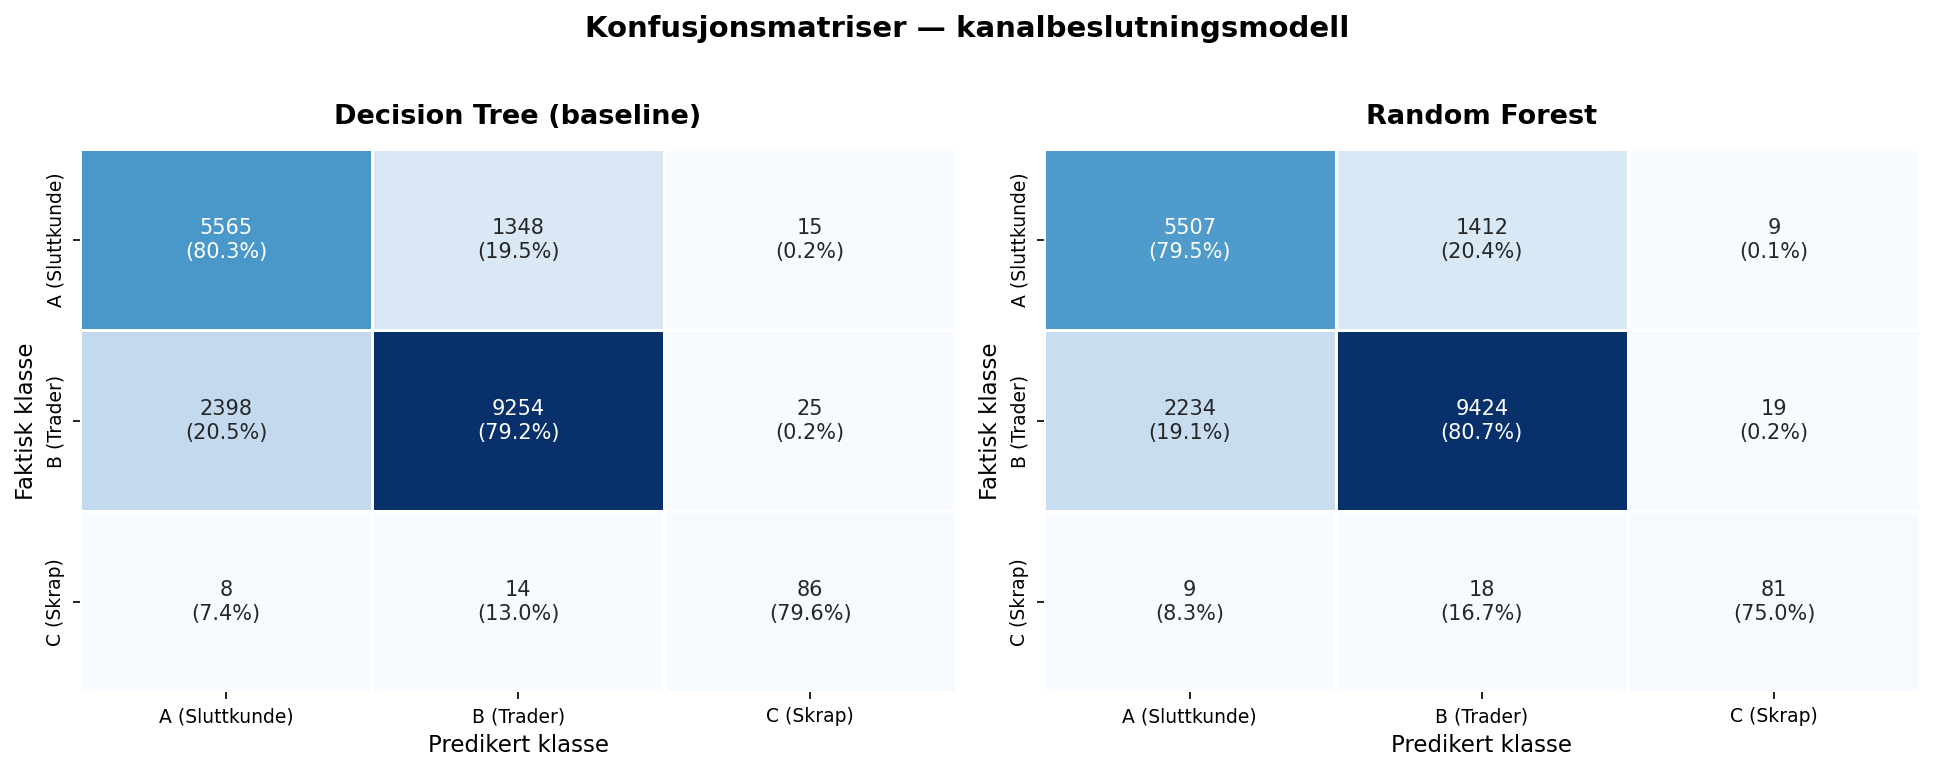 Konfusjonsmatriser — kanalbeslutningsmodell
Decision Tree (baseline)
Faktisk klasse
A (Sluttkunde)
5565
(80.3%)
1348
(19.5%)
15
(0.2%)
B (Trader)
2398
(20.5%)
9254
(79.2%)
25
(0.2%)
C (Skrap)
8
(7.4%)
14
(13.0%)
86
(79.6%)
A (Sluttkunde)
B (Trader)
C (Skrap)
Predikert klasse
Random Forest
Faktisk klasse
A (Sluttkunde)
5507
(79.5%)
1412
(20.4%)
9
(0.1%)
B (Trader)
2234
(19.1%)
9424
(80.7%)
19
(0.2%)
C (Skrap)
9
(8.3%)
18
(16.7%)
81
(75.0%)
A (Sluttkunde)
B (Trader)
C (Skrap)
Predikert klasse